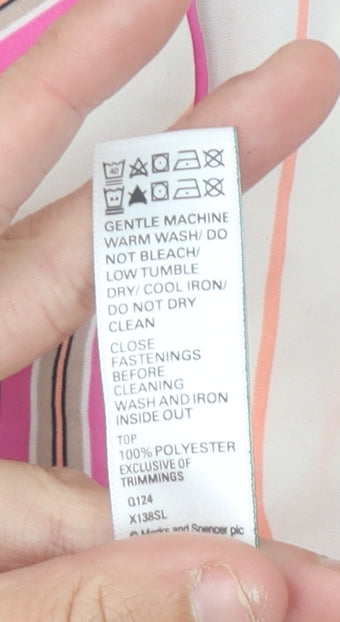 40
GENTLE MACHINE
WARM WASH/ DO
NOT BLEACH/
LOW TUMBLE
DRY/ COOL IRON/
DO NOT DRY
CLEAN
CLOSE
FASTENINGS
BEFORE
CLEANING
WASH AND IRON
INSIDE OUT
TOP
100% POLYESTER
EXCLUSIVE OF
TRIMMINGS
Q124
X138SL
© Marks and Spencer plc